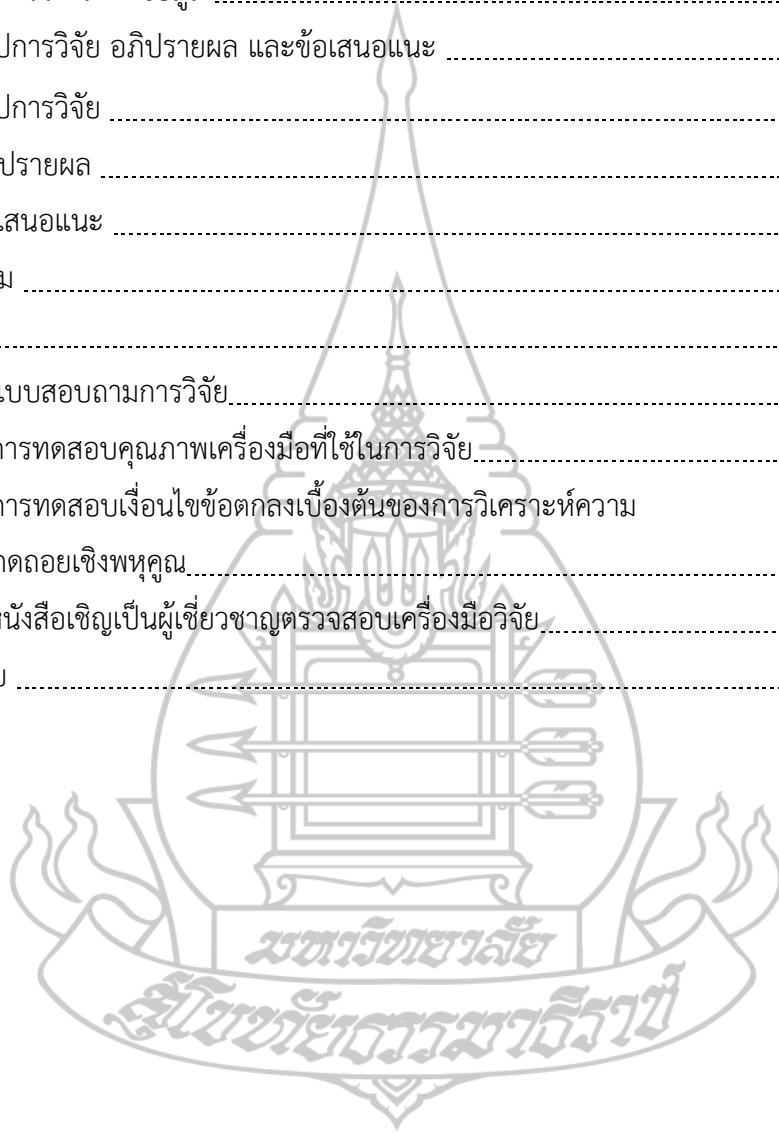 ปการวิจัย อภิปรายผล และข้อเสนอแนะ
ปการวิจัย
ปรายผล
เสนอแนะ
ม
แบบสอบถามการวิจัย
การทดสอบคุณภาพเครื่องมือที่ใช้ในการวิจัย
การทดสอบเงื่อนไขข้อตกลงเบื้องต้นของการวิเคราะห์ความ
ถดถอยเชิงพหุคูณ
หนังสือเชิญเป็นผู้เชี่ยวชาญตรวจสอบเครื่องมือวิจัย
ย
มหาวิทยาลัย
สุโขทัยธรรมาธิราช